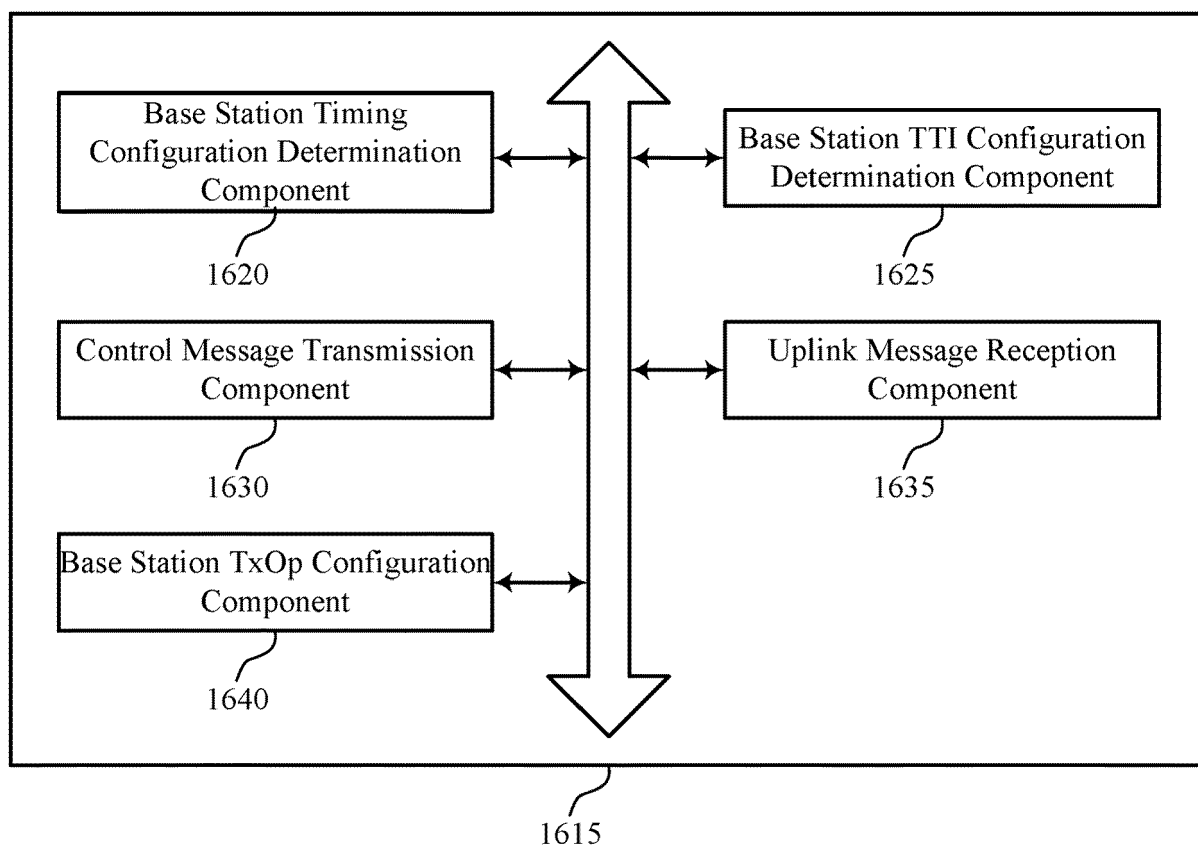 Base Station Timing
Configuration Determination
Component
1620
Base Station TTI Configuration
Determination Component
1625
Control Message Transmission
Component
1630
Uplink Message Reception
Component
1635
Base Station TxOp Configuration
Component
1640
1615